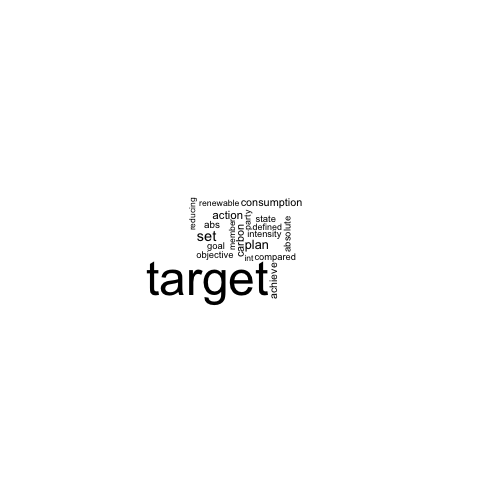 reducing
renewable consumption
action
party
state
abs
member
carbon
defined
absolute
set
intensity
goal
plan
objective
int
compared
target
achieve